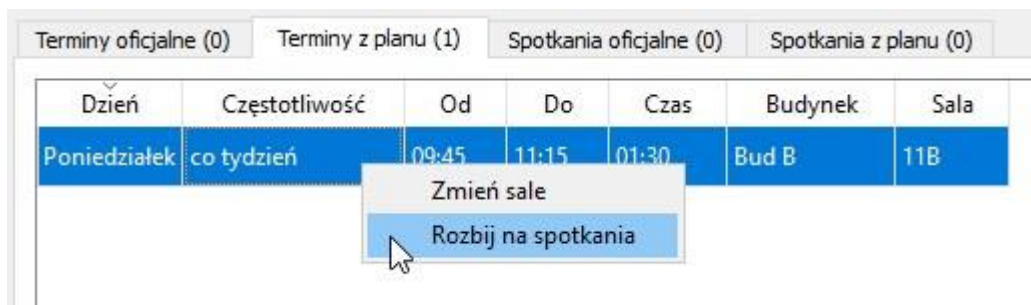 Terminy oficjalne (0) Terminy z planu (1) Spotkania oficjalne (0) Spotkania z planu (0)
Dzień Częstotliwość Od Do Czas Budynek Sala
Poniedziałek co tydzień 09:45 11:15 01:30 Bud B 11B
Zmień sale
Rozbij na spotkania